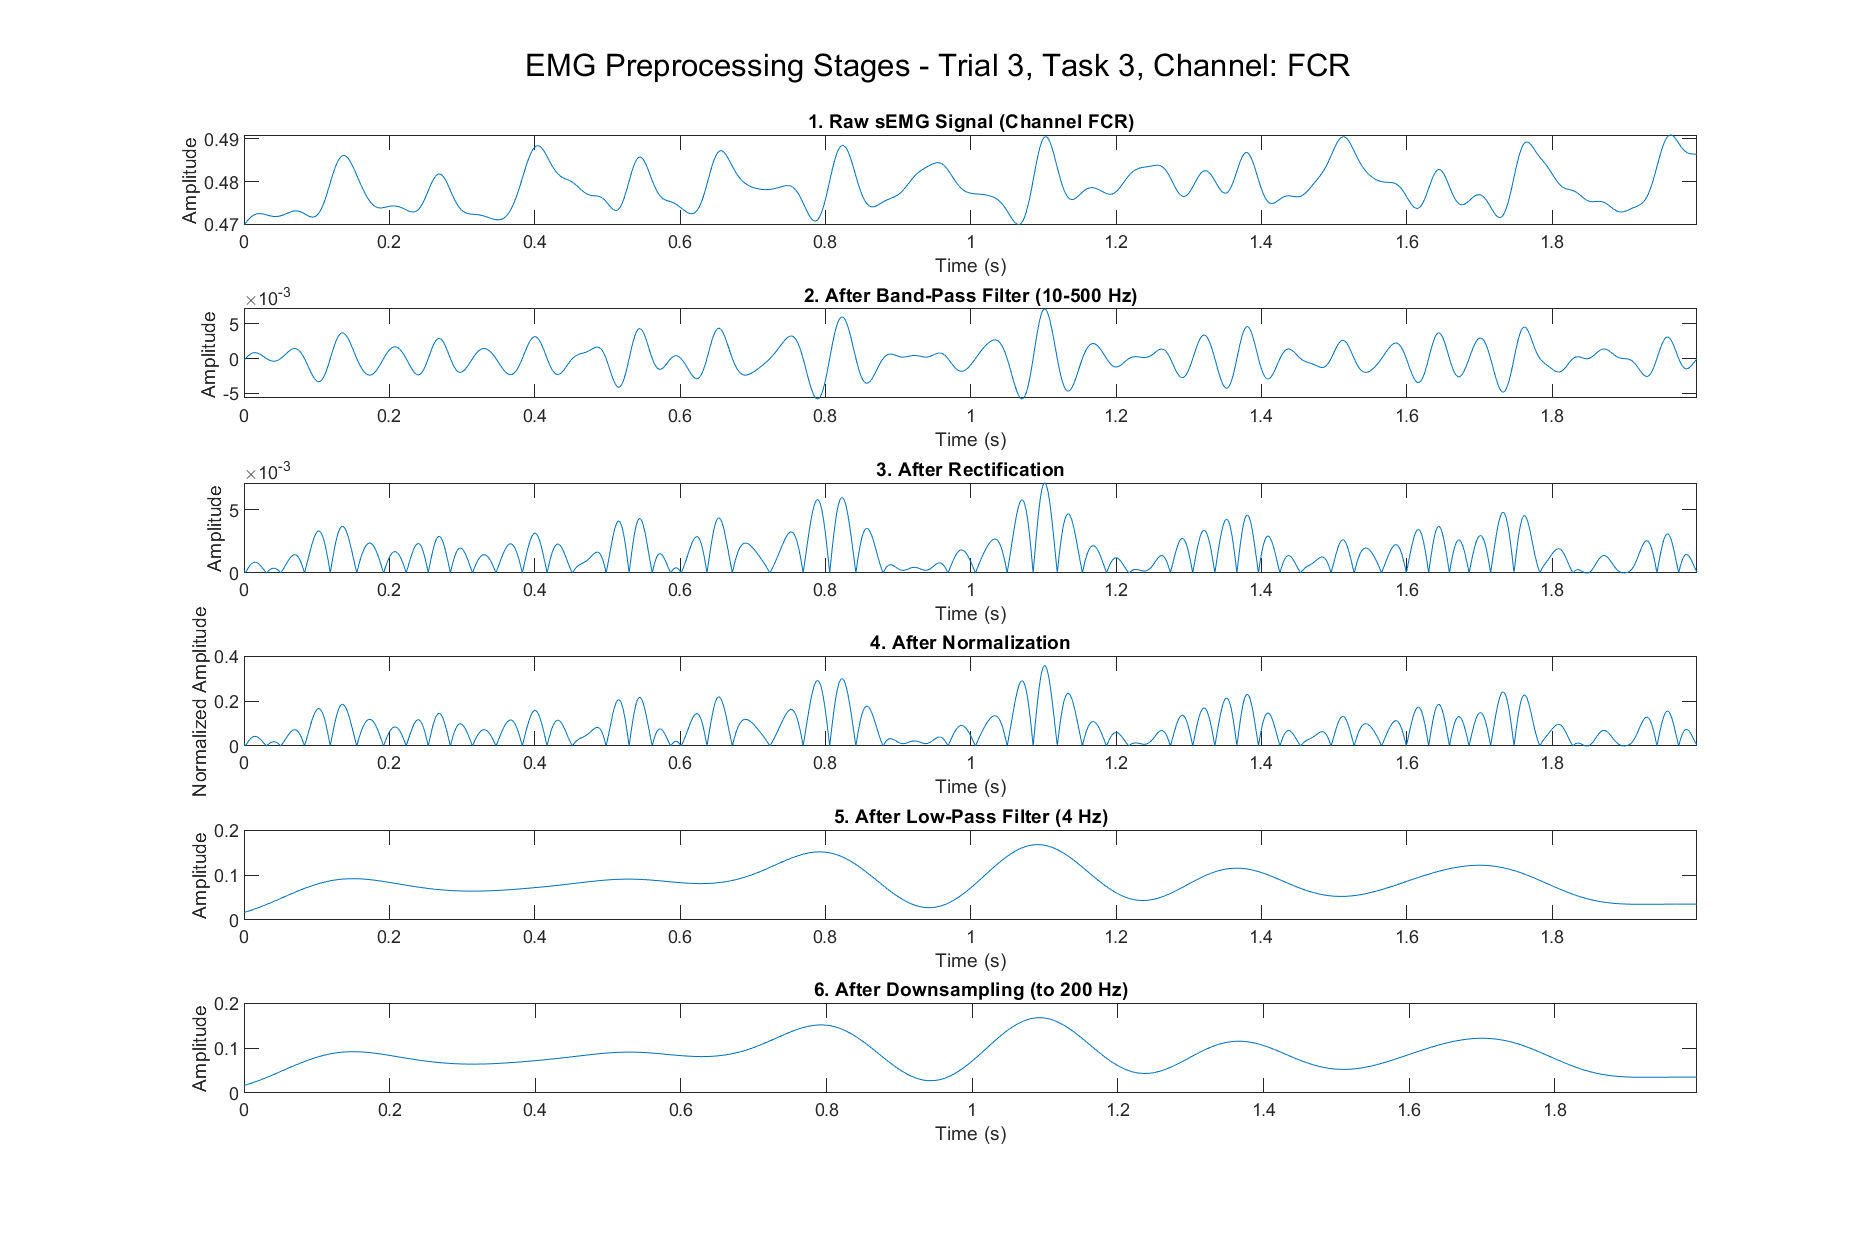 EMG Preprocessing Stages - Trial 3, Task 3, Channel: FCR
1. Raw sEMG Signal (Channel FCR)
Amplitude
0.49
0.48
0.47
0 0.2 0.4 0.6 0.8 1 1.2 1.4 1.6 1.8
Time (s)
2. After Band-Pass Filter (10-500 Hz)
×10-3
Amplitude
5
0
-5
0 0.2 0.4 0.6 0.8 1 1.2 1.4 1.6 1.8
Time (s)
3. After Rectification
×10-3
Amplitude
5
0
0 0.2 0.4 0.6 0.8 1 1.2 1.4 1.6 1.8
Time (s)
4. After Normalization
Normalized Amplitude
0.4
0.2
0
0 0.2 0.4 0.6 0.8 1 1.2 1.4 1.6 1.8
Time (s)
5. After Low-Pass Filter (4 Hz)
Amplitude
0.2
0.1
0
0 0.2 0.4 0.6 0.8 1 1.2 1.4 1.6 1.8
Time (s)
6. After Downsampling (to 200 Hz)
Amplitude
0.2
0.1
0
0 0.2 0.4 0.6 0.8 1 1.2 1.4 1.6 1.8
Time (s)